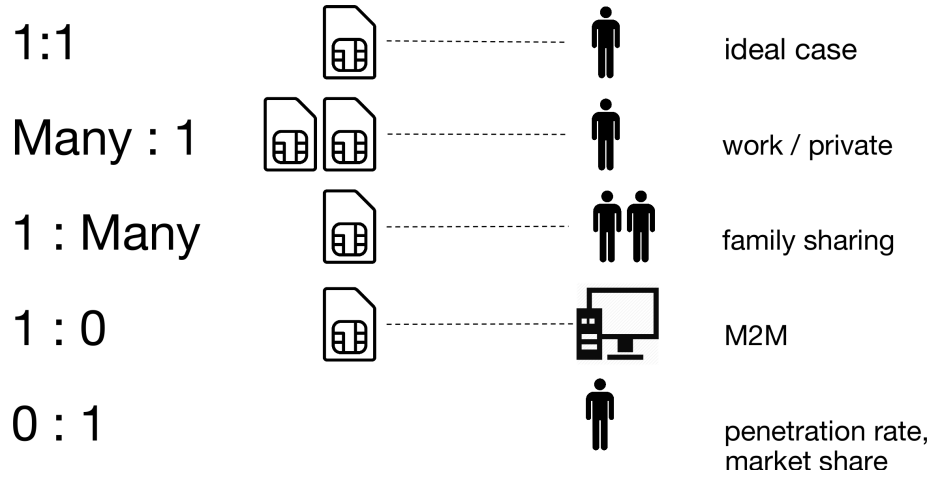 1:1
ideal case
Many : 1
work / private
1 : Many
family sharing
1 : 0
M2M
0 : 1
penetration rate,
market share